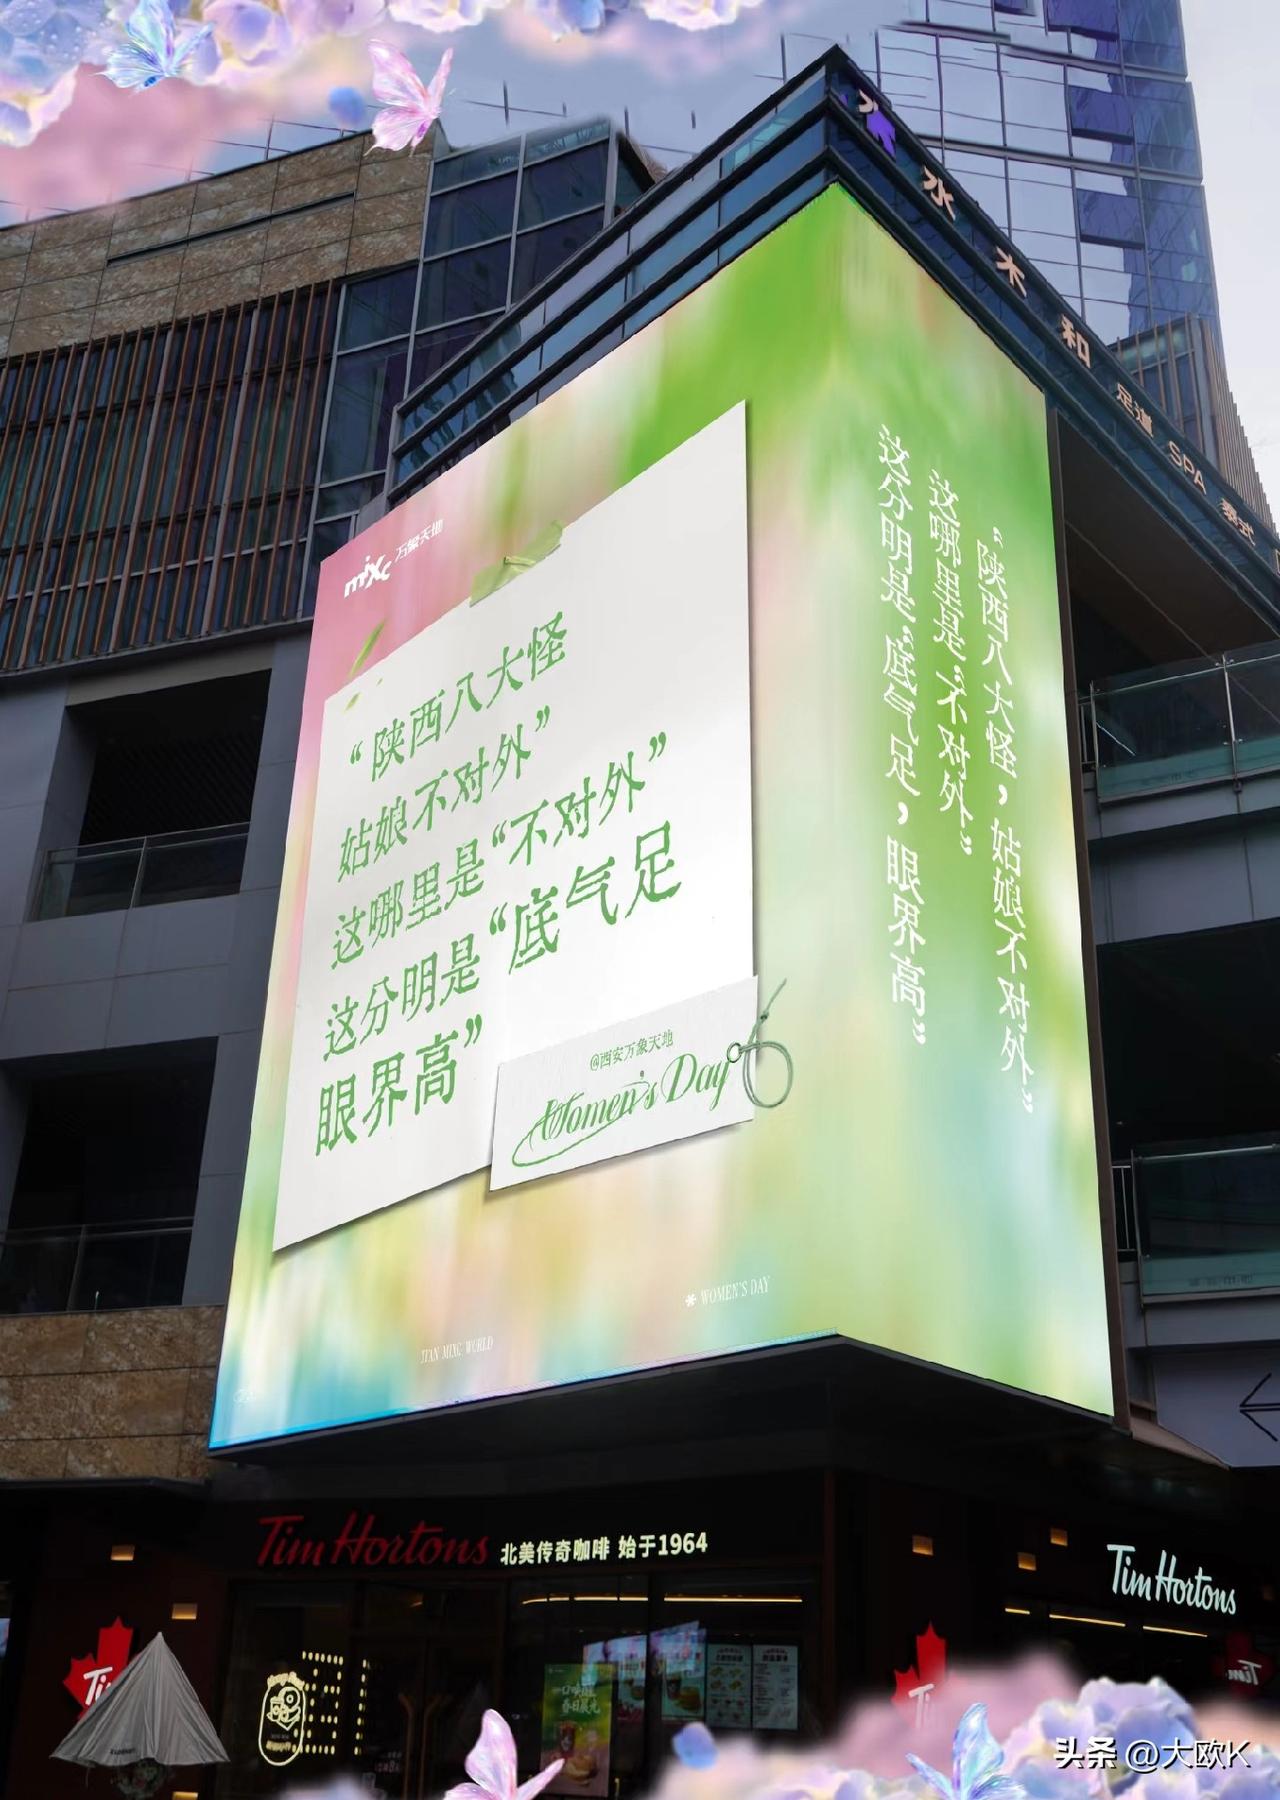 水木和
足道 SPA 泰式
mixc 万象天地
“陕西八大怪
姑娘不对外”
这哪里是“不对外”
这分明是“底气足
眼界高”
@西安万象天地
Women's Day
“陕西八大怪，姑娘不对外”
这哪里是“不对外”
这分明是“底气足，眼界高”
* WOMEN'S DAY
Tim Hortons 北美传奇咖啡 始于1964
Tim Hortons
Ti
Tim
头条 @大欧K